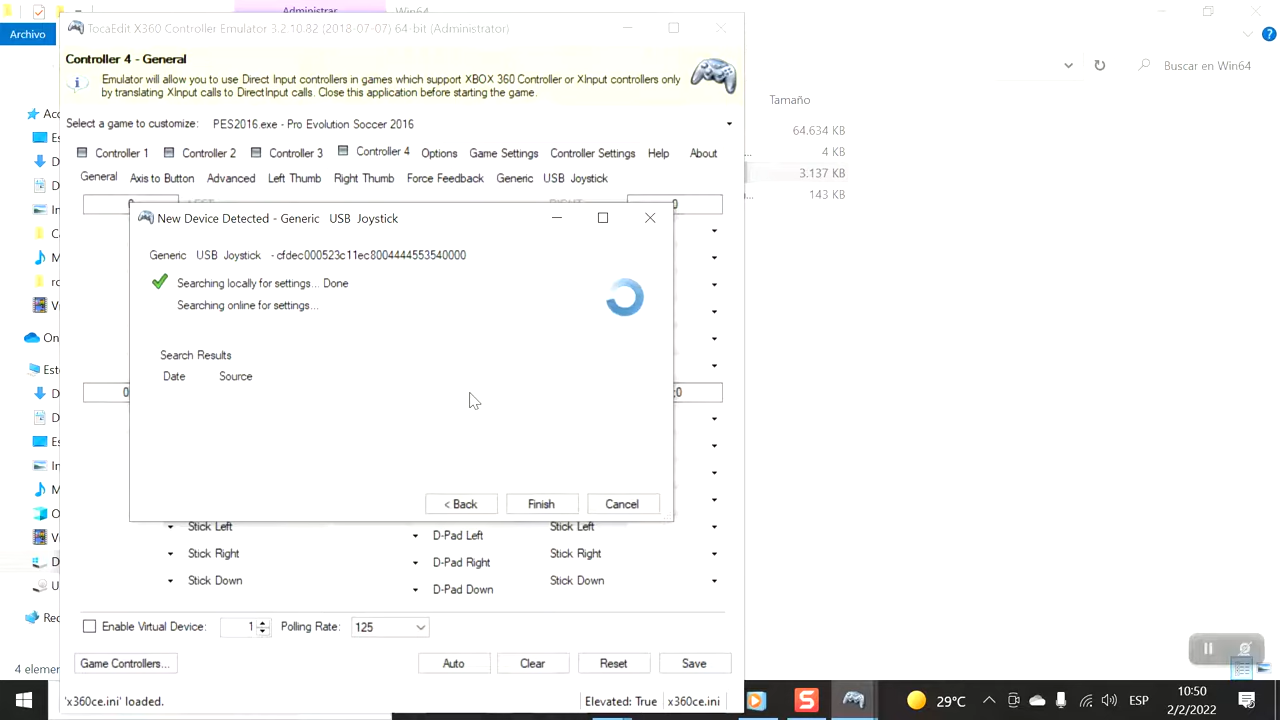 Administrar
Win64
TocaEdit X360 Controller Emulator 3.2.10.82 (2018-07-07) 64-bit (Administrator)
Archivo
Controller 4 - General
Emulator will allow you to use Direct Input controllers in games which support XBOX 360 Controller or XInput controllers only
by translating XInput calls to DirectInput calls. Close this application before starting the game.
Buscar en Win64
Tamaño
Select a game to customize: PES2016.exe - Pro Evolution Soccer 2016
64.634 KB
Controller 1 Controller 2 Controller 3 Controller 4 Options Game Settings Controller Settings Help About
4 KB
General Axis to Button Advanced Left Thumb Right Thumb Force Feedback Generic USB Joystick
3.137 KB
143 KB
New Device Detected - Generic USB Joystick
Generic USB Joystick - cfdec000523c11ec8004444553540000
Searching locally for settings... Done
Searching online for settings...
Search Results
Date Source
0
:0
< Back Finish Cancel
Stick Left D-Pad Left Stick Left
Stick Right D-Pad Right Stick Right
Stick Down D-Pad Down Stick Down
Enable Virtual Device: 1 Polling Rate: 125
Game Controllers... Auto Clear Reset Save
4 elemen
'x360ce.ini' loaded. Elevated: True x360ce.ini
29°C ESP 10:50
2/2/2022